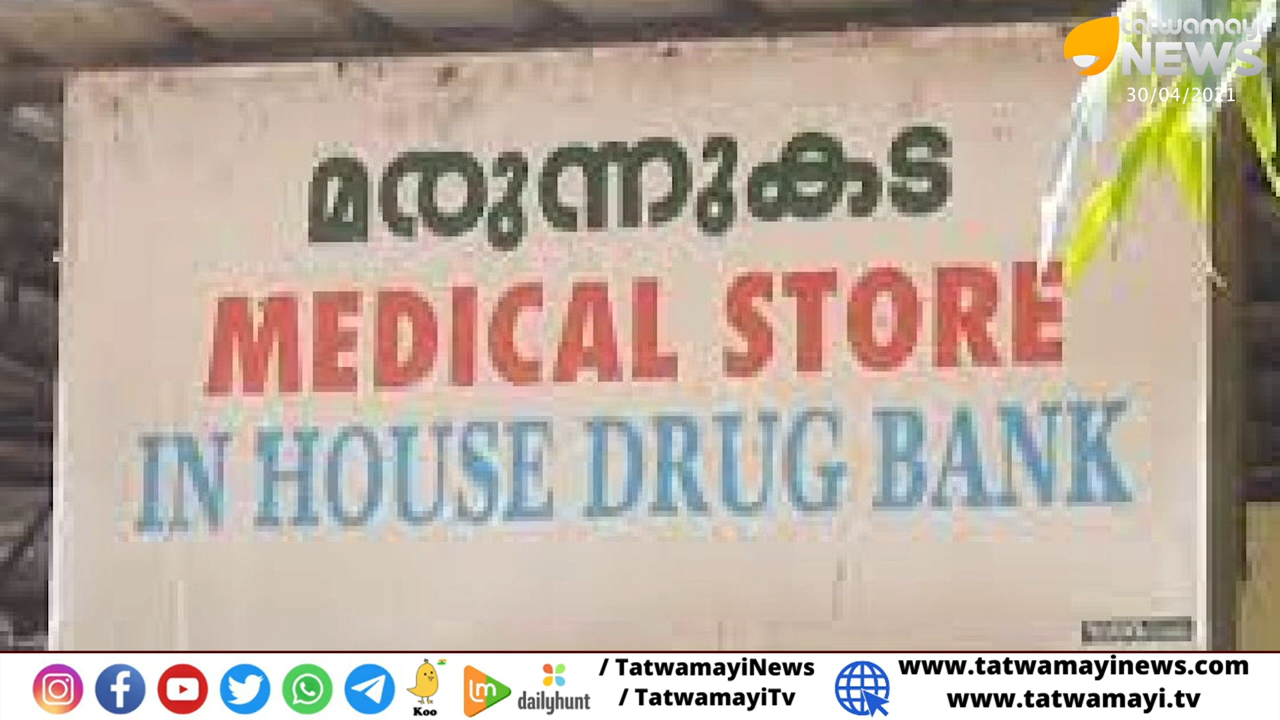 tatwamayi
NEWS
30/04/2021
മരുന്നുകട
MEDICAL STORE
IN HOUSE DRUG BANK
Koo
dailyhunt
/ TatwamayiNews
/ TatwamayiTv
www.tatwamayinews.com
www.tatwamayi.tv